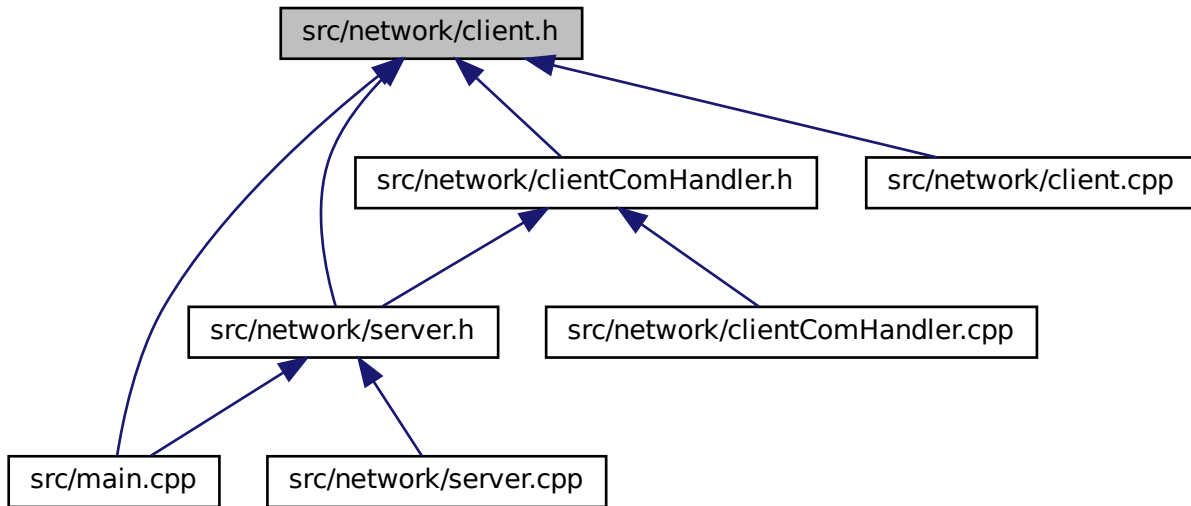 src/network/client.h
src/network/clientComHandler.h
src/network/client.cpp
src/network/server.h
src/network/clientComHandler.cpp
src/main.cpp
src/network/server.cpp